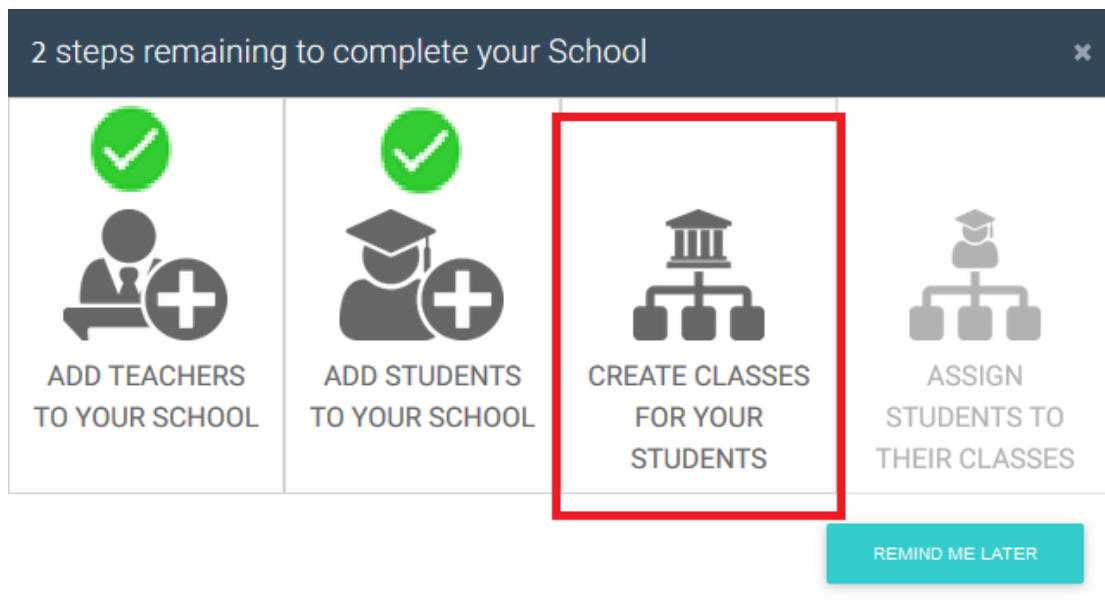 2 steps remaining to complete your School
ADD TEACHERS
TO YOUR SCHOOL
ADD STUDENTS
TO YOUR SCHOOL
CREATE CLASSES
FOR YOUR
STUDENTS
ASSIGN
STUDENTS TO
THEIR CLASSES
REMIND ME LATER